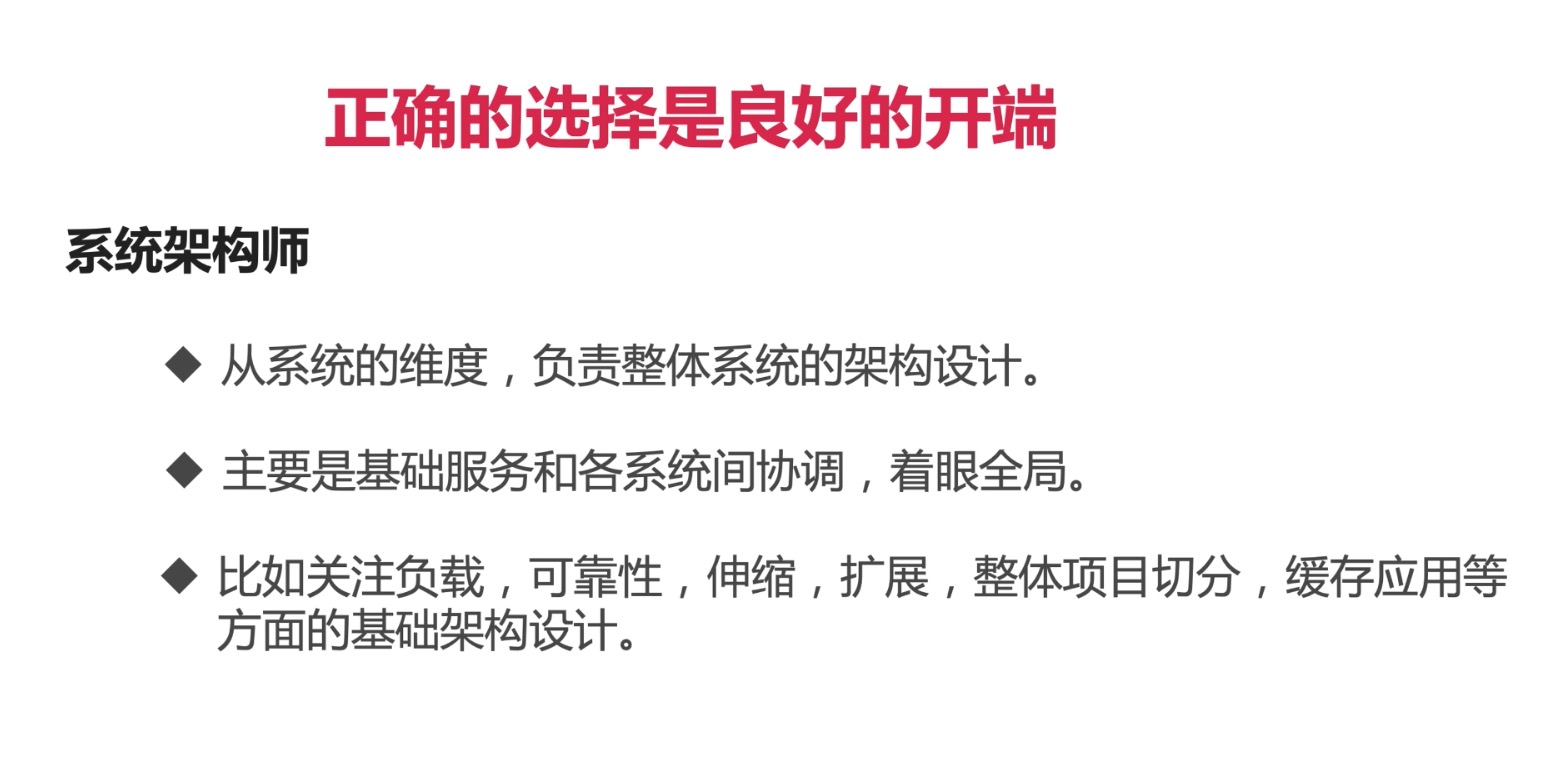 正确的选择是良好的开端
系统架构师
◆ 从系统的维度，负责整体系统的架构设计。
◆ 主要是基础服务和各系统间协调，着眼全局。
◆ 比如关注负载，可靠性，伸缩，扩展，整体项目切分，缓存应用等
方面的基础架构设计。